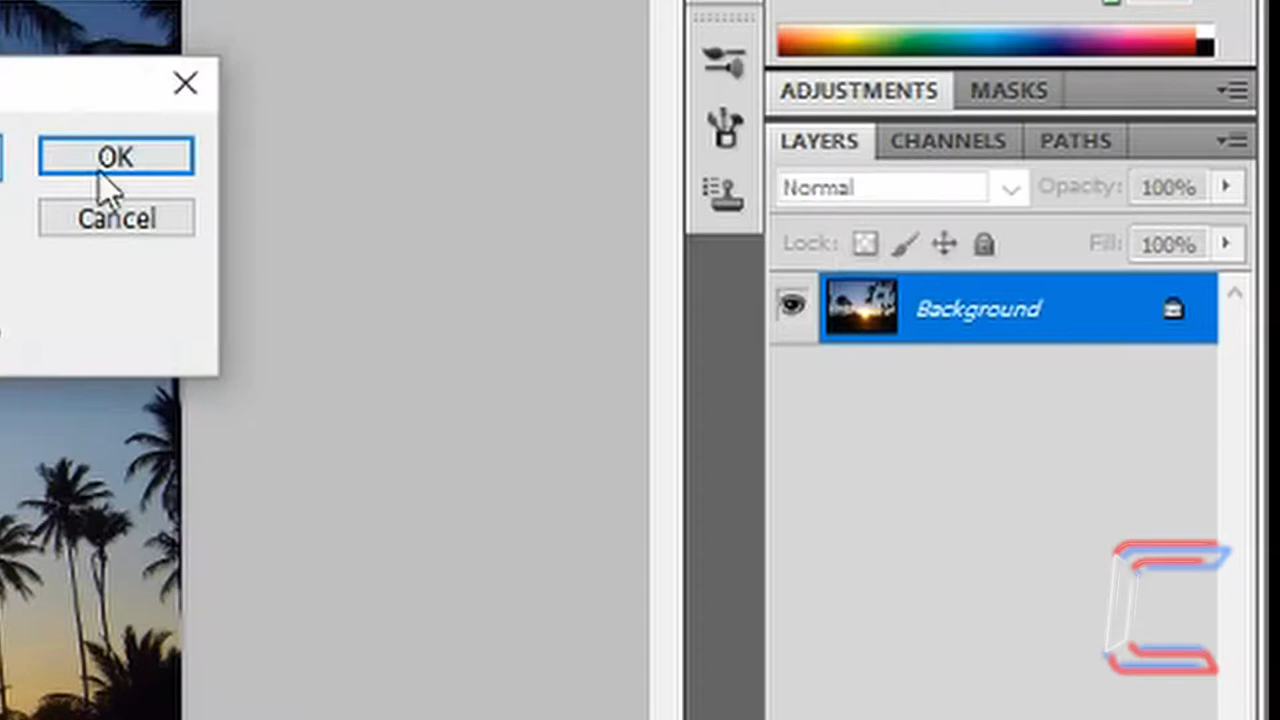 OK
Cancel
ADJUSTMENTS MASKS
LAYERS CHANNELS PATHS
Normal Opacity: 100%
Lock: Fill: 100%
Background